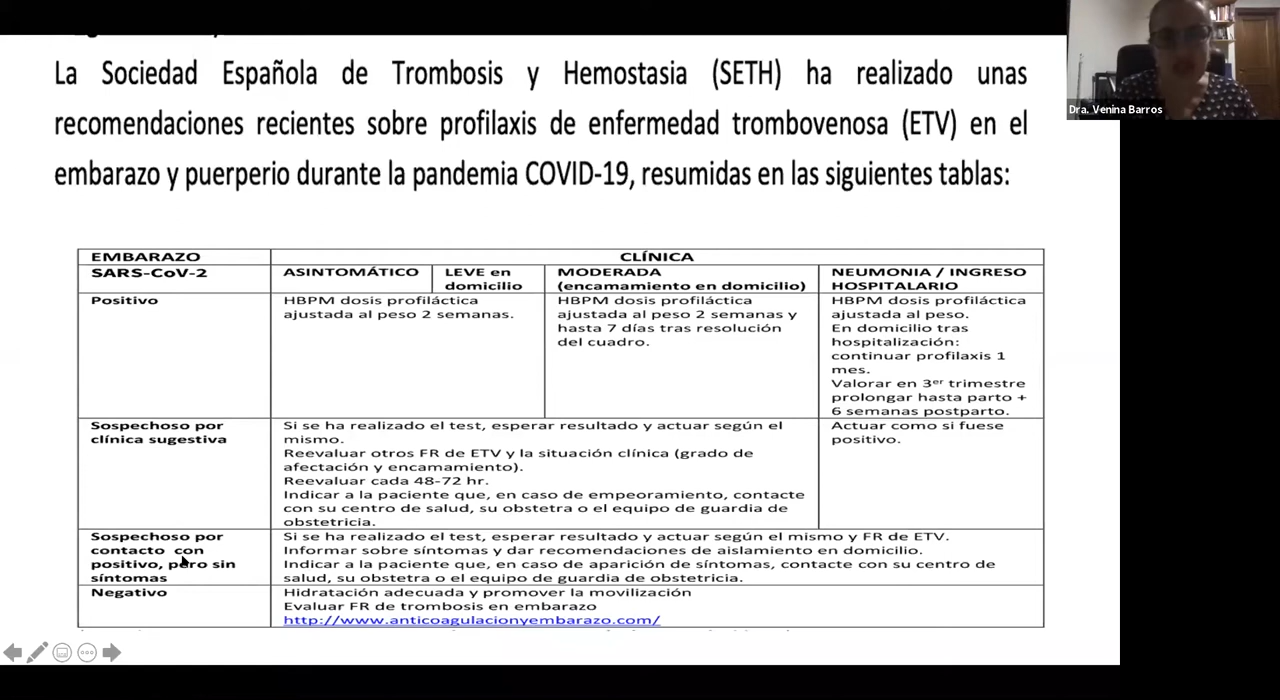 La Sociedad Española de Trombosis y Hemostasia (SETH) ha realizado unas
recomendaciones recientes sobre profilaxis de enfermedad trombovenosa (ETV) en el
embarazo y puerperio durante la pandemia COVID-19, resumidas en las siguientes tablas:
Dra. Venina Barros
EMBARAZO
CLÍNICA
SARS-CoV-2
ASINTOMÁTICO
LEVE en
domicilio
MODERADA
(encamamiento en domicilio)
NEUMONIA / INGRESO
HOSPITALARIO
Positivo
HBPM dosis profiláctica
ajustada al peso 2 semanas.
HBPM dosis profiláctica
ajustada al peso 2 semanas y
hasta 7 días tras resolución
del cuadro.
HBPM dosis profiláctica
ajustada al peso.
En domicilio tras
hospitalización:
continuar profilaxis 1
mes.
Valorar en 3er trimestre
prolongar hasta parto +
6 semanas postparto.
Sospechoso por
clínica sugestiva
Si se ha realizado el test, esperar resultado y actuar según el
mismo.
Reevaluar otros FR de ETV y la situación clínica (grado de
afectación y encamamiento).
Reevaluar cada 48-72 hr.
Indicar a la paciente que, en caso de empeoramiento, contacte
con su centro de salud, su obstetra o el equipo de guardia de
obstetricia.
Actuar como si fuese
positivo.
Sospechoso por
contacto con
positivo, pero sin
síntomas
Si se ha realizado el test, esperar resultado y actuar según el mismo y FR de ETV.
Informar sobre síntomas y dar recomendaciones de aislamiento en domicilio.
Indicar a la paciente que, en caso de aparición de síntomas, contacte con su centro de
salud, su obstetra o el equipo de guardia de obstetricia.
Negativo
Hidratación adecuada y promover la movilización
Evaluar FR de trombosis en embarazo
http://www.anticoagulacionyembarazo.com/